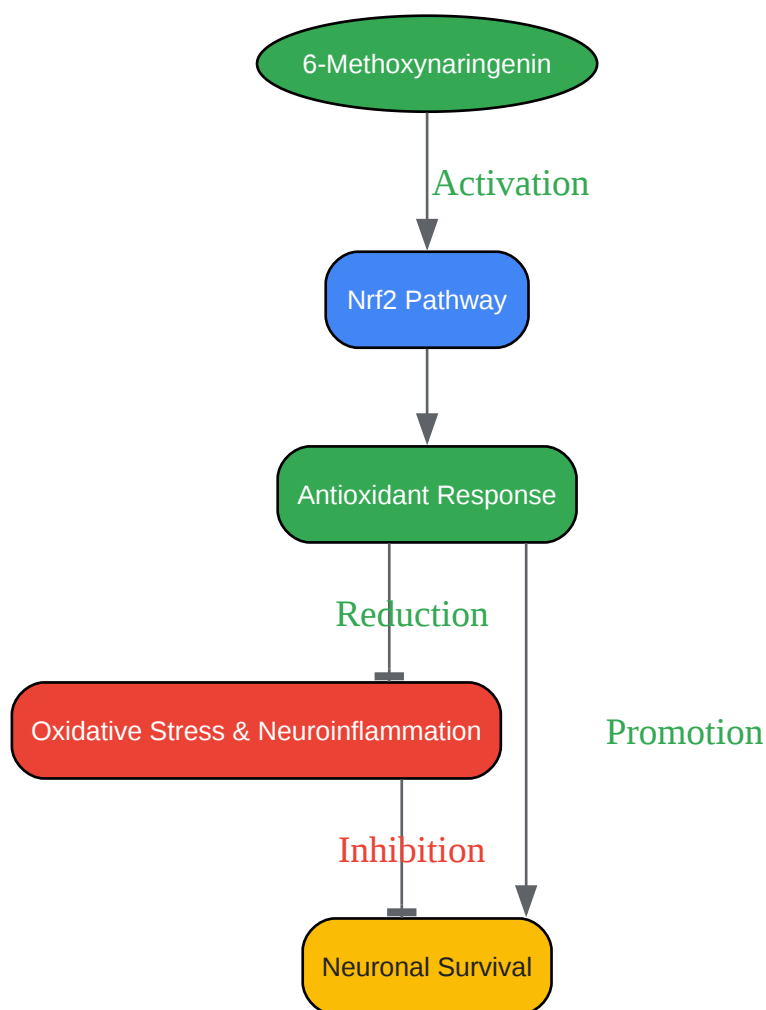 6-Methoxynaringenin
Activation
Nrf2 Pathway
Antioxidant Response
Reduction
Oxidative Stress & Neuroinflammation
Promotion
Inhibition
Neuronal Survival